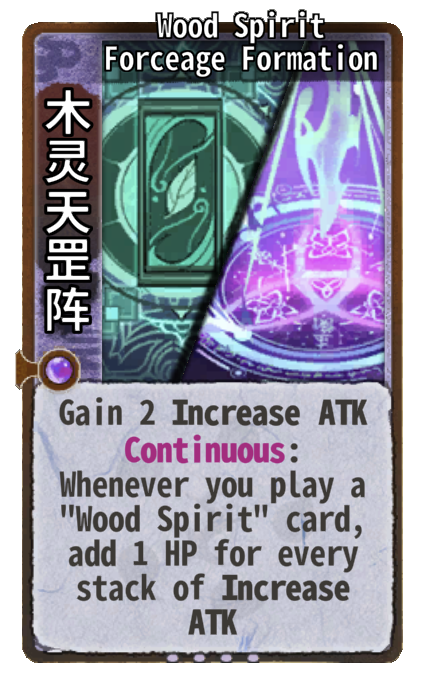 Wood Spirit
Forceage Formation
木灵天罡阵
Gain 2 Increase ATK
Continuous:
Whenever you play a
"Wood Spirit" card,
add 1 HP for every
stack of Increase
ATK